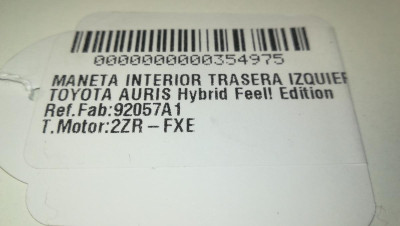 0000000000354975
MANETA INTERIOR TRASERA IZQUIER
TOYOTA AURIS Hybrid Feel! Edition
Ref.Fab:92057A1
T.Motor:2ZR - FXE